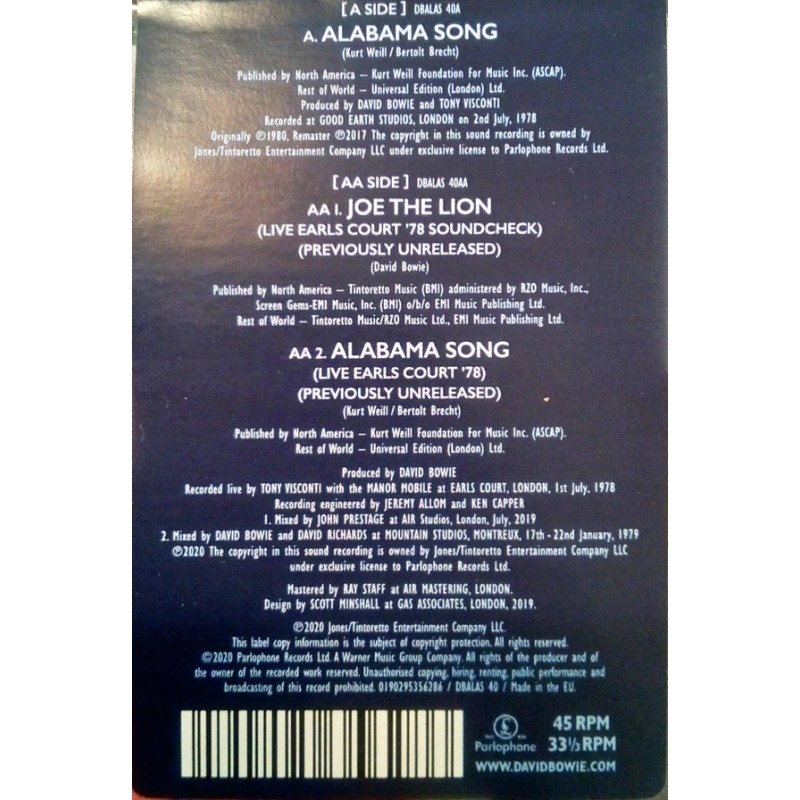 [A SIDE] DBALAS 40A
A. ALABAMA SONG
(Kurt Weill / Bertolt Brecht)
Published by North America – Kurt Weill Foundation For Music Inc. (ASCAP).
Rest of World – Universal Edition (London) Ltd.
Produced by DAVID BOWIE and TONY VISCONTI
Recorded at GOOD EARTH STUDIOS, LONDON on 2nd July, 1978
Originally ℗1980, Remaster ℗2017 The copyright in this sound recording is owned by
Jones/Tintoretto Entertainment Company LLC under exclusive license to Parlophone Records Ltd.
[AA SIDE] DBALAS 40AA
AA 1. JOE THE LION
(LIVE EARLS COURT '78 SOUNDCHECK)
(PREVIOUSLY UNRELEASED)
(David Bowie)
Published by North America – Tintoretto Music (BMI) administered by RZO Music, Inc.,
Screen Gems-EMI Music, Inc. (BMI) o/b/o EMI Music Publishing Ltd.
Rest of World – Tintoretto Music/RZO Music Ltd., EMI Music Publishing Ltd.
AA 2. ALABAMA SONG
(LIVE EARLS COURT '78)
(PREVIOUSLY UNRELEASED)
(Kurt Weill / Bertolt Brecht)
Published by North America – Kurt Weill Foundation For Music Inc. (ASCAP).
Rest of World – Universal Edition (London) Ltd.
Produced by DAVID BOWIE
Recorded live by TONY VISCONTI with the MANOR MOBILE at EARLS COURT, LONDON, 1st July, 1978
Recording engineered by JEREMY ALLOM and KEN CAPPER
1. Mixed by JOHN PRESTAGE at AIR Studios, London, July, 2019
2. Mixed by DAVID BOWIE and DAVID RICHARDS at MOUNTAIN STUDIOS, MONTREUX, 17th - 22nd January, 1979
℗2020 The copyright in this sound recording is owned by Jones/Tintoretto Entertainment Company LLC
under exclusive license to Parlophone Records Ltd.
Mastered by RAY STAFF at AIR MASTERING, LONDON.
Design by SCOTT MINSHALL at GAS ASSOCIATES, LONDON, 2019.
℗2020 Jones/Tintoretto Entertainment Company LLC.
This label copy information is the subject of copyright protection. All rights reserved.
©2020 Parlophone Records Ltd. A Warner Music Group Company. All rights of the producer and of
the owner of the recorded work reserved. Unauthorised copying, hiring, renting, public performance and
broadcasting of this record prohibited. 0190295356286 / DBALAS 40 / Made in the EU.
Parlophone
45 RPM
33⅓ RPM
WWW.DAVIDBOWIE.COM